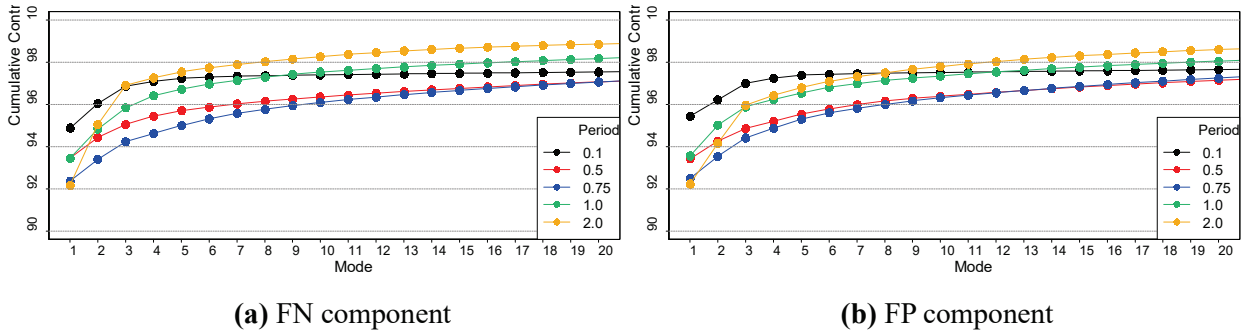 Cumulative Contr
90 92 94 96 98 10
Period
0.1
0.5
0.75
1.0
2.0
1 2 3 4 5 6 7 8 9 10 11 12 13 14 15 16 17 18 19 20
Mode
(a) FN component
Cumulative Contr
90 92 94 96 98 10
Period
0.1
0.5
0.75
1.0
2.0
1 2 3 4 5 6 7 8 9 10 11 12 13 14 15 16 17 18 19 20
Mode
(b) FP component